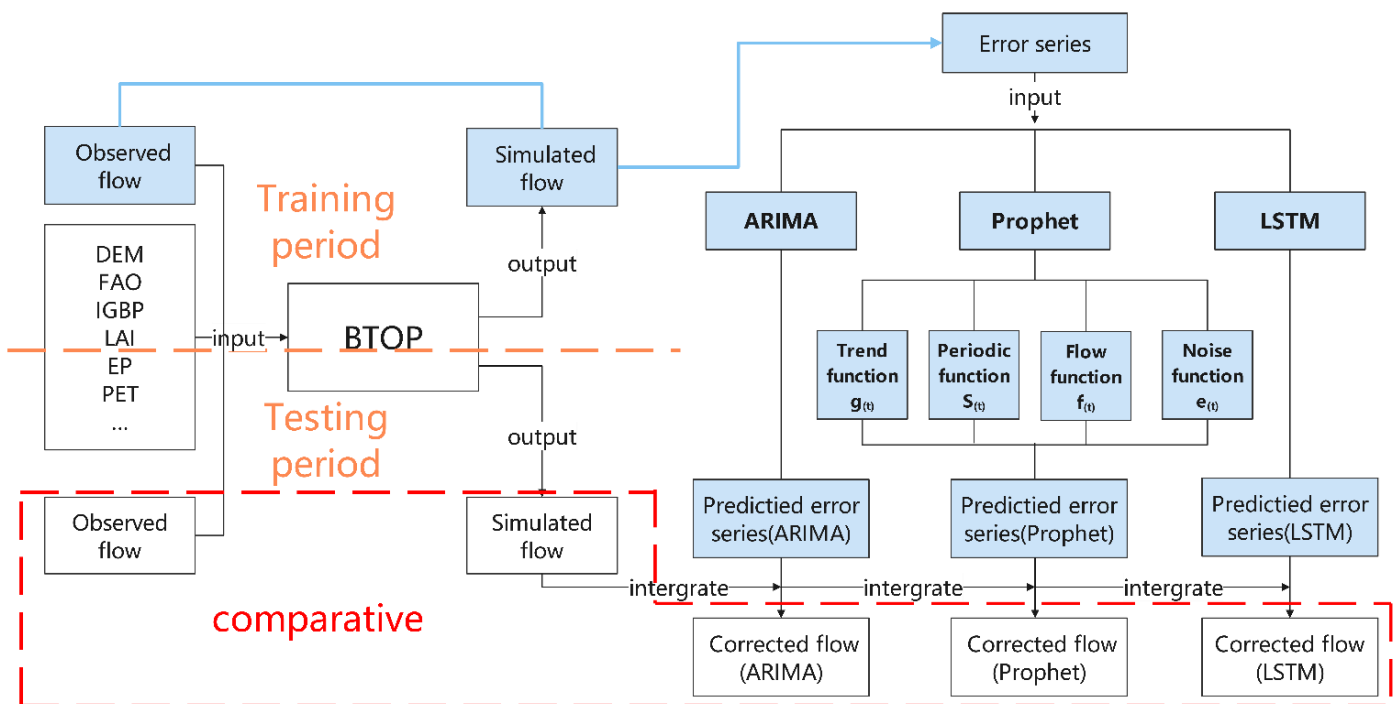 Error series
input
Observed
flow
Simulated
flow
Training
period
ARIMA
Prophet
LSTM
DEM
FAO
IGBP
LAI
EP
PET
...
input
BTOP
output
output
Testing
period
Trend
function
g(t)
Periodic
function
S(t)
Flow
function
f(t)
Noise
function
e(t)
Observed
flow
Simulated
flow
Predictied error
series(ARIMA)
Predictied error
series(Prophet)
Predictied error
series(LSTM)
intergrate
intergrate
intergrate
comparative
Corrected flow
(ARIMA)
Corrected flow
(Prophet)
Corrected flow
(LSTM)